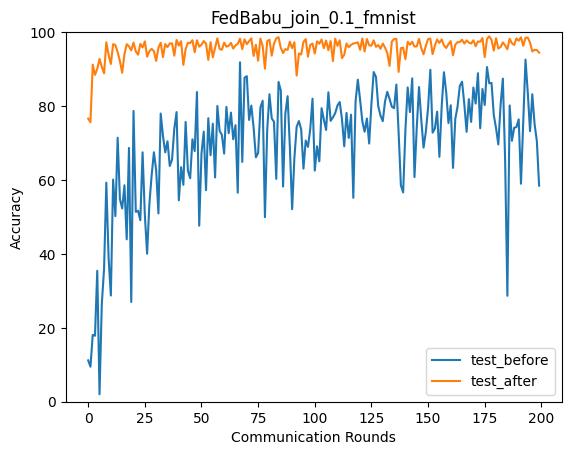 FedBabu_join_0.1_fmnist
Accuracy
100
80
60
40
20
0
0 25 50 75 100 125 150 175 200
Communication Rounds
test_before
test_after